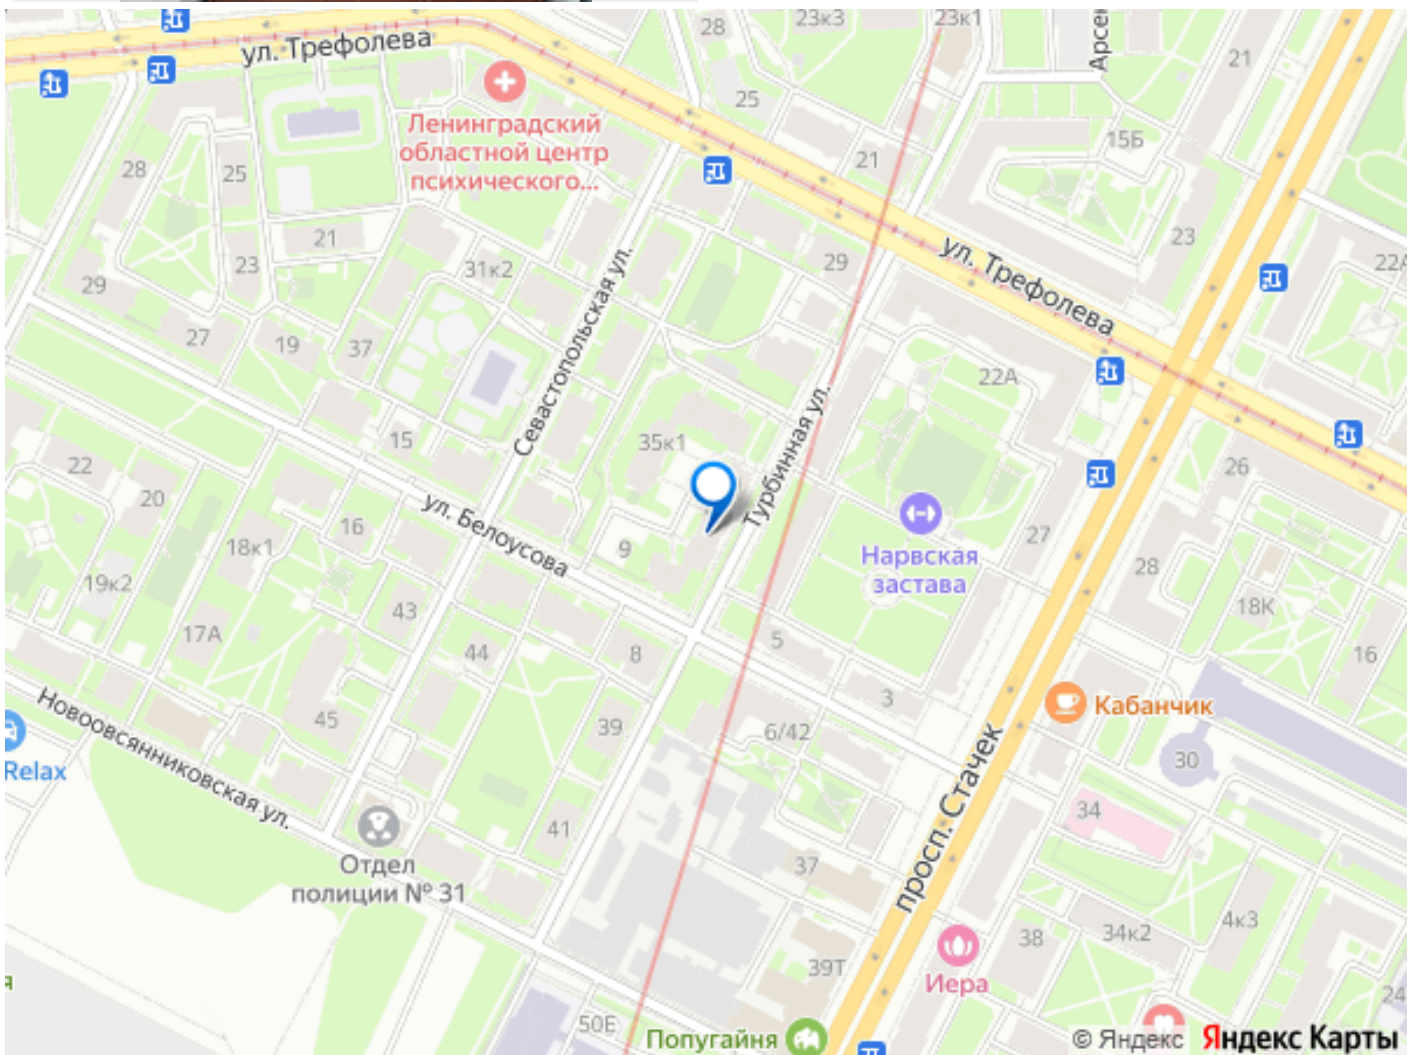 28
23к3
23к1
ул. Трефолева
Арсен
21
25
15Б
Ленинградский
областной центр
психического...
21
28
25
21
23
29
31к2
29
ул. Трефолева
23
22А
27
19
37
Севастопольская ул.
22А
15
35к1
Турбинная ул.
26
22
20
16
ул. Белоусова
9
Нарвская
застава
27
28
18к1
19к2
43
17А
18К
16
44
8
5
3
Новоовсянниковская ул.
45
39
6/42
Кабанчик
30
Relax
просп. Стачек
34
41
Отдел
полиции № 31
37
4к3
38
34к2
39Т
Иера
я
24
50Е
Попугайня
© Яндекс Яндекс Карты